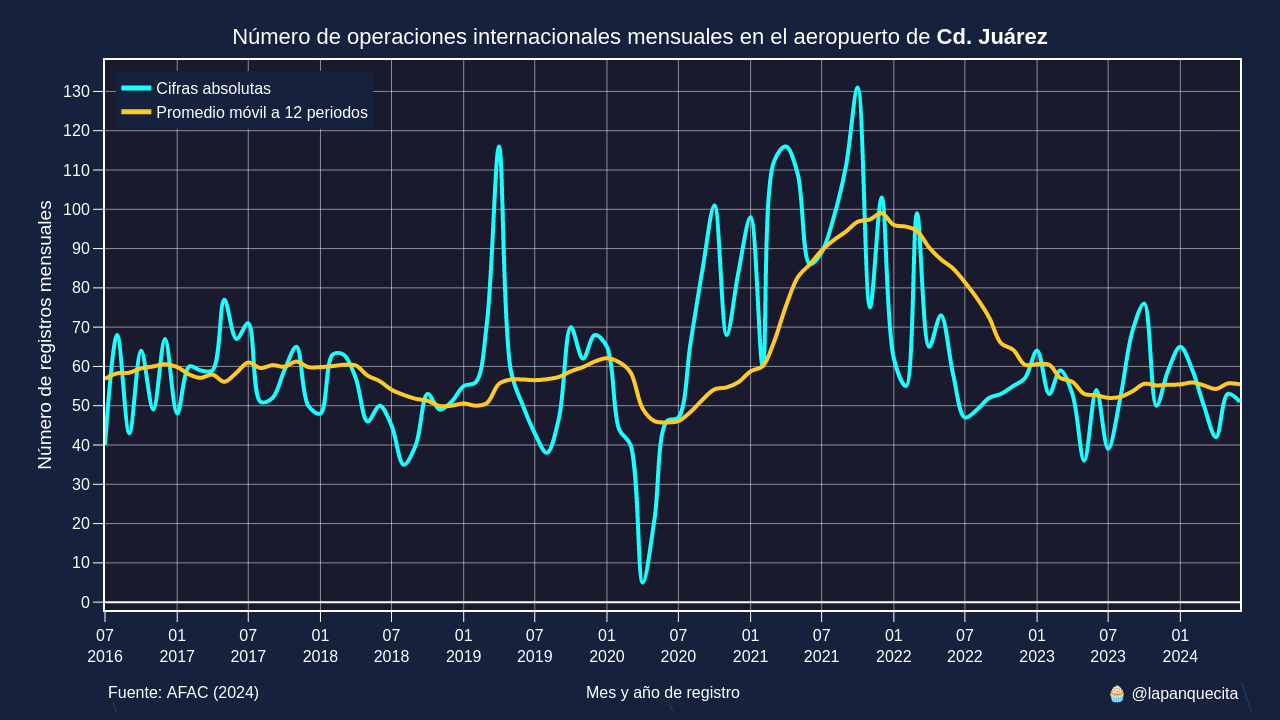 Número de operaciones internacionales mensuales en el aeropuerto de Cd. Juárez
Cifras absolutas
Promedio móvil a 12 periodos
Número de registros mensuales
130
120
110
100
90
80
70
60
50
40
30
20
10
0
07 01 07 01 07 01 07 01 07 01 07 01 07 01 07 01
2016 2017 2017 2018 2018 2019 2019 2020 2020 2021 2021 2022 2022 2023 2023 2024
Fuente: AFAC (2024)
Mes y año de registro
🧁 @lapanquecita